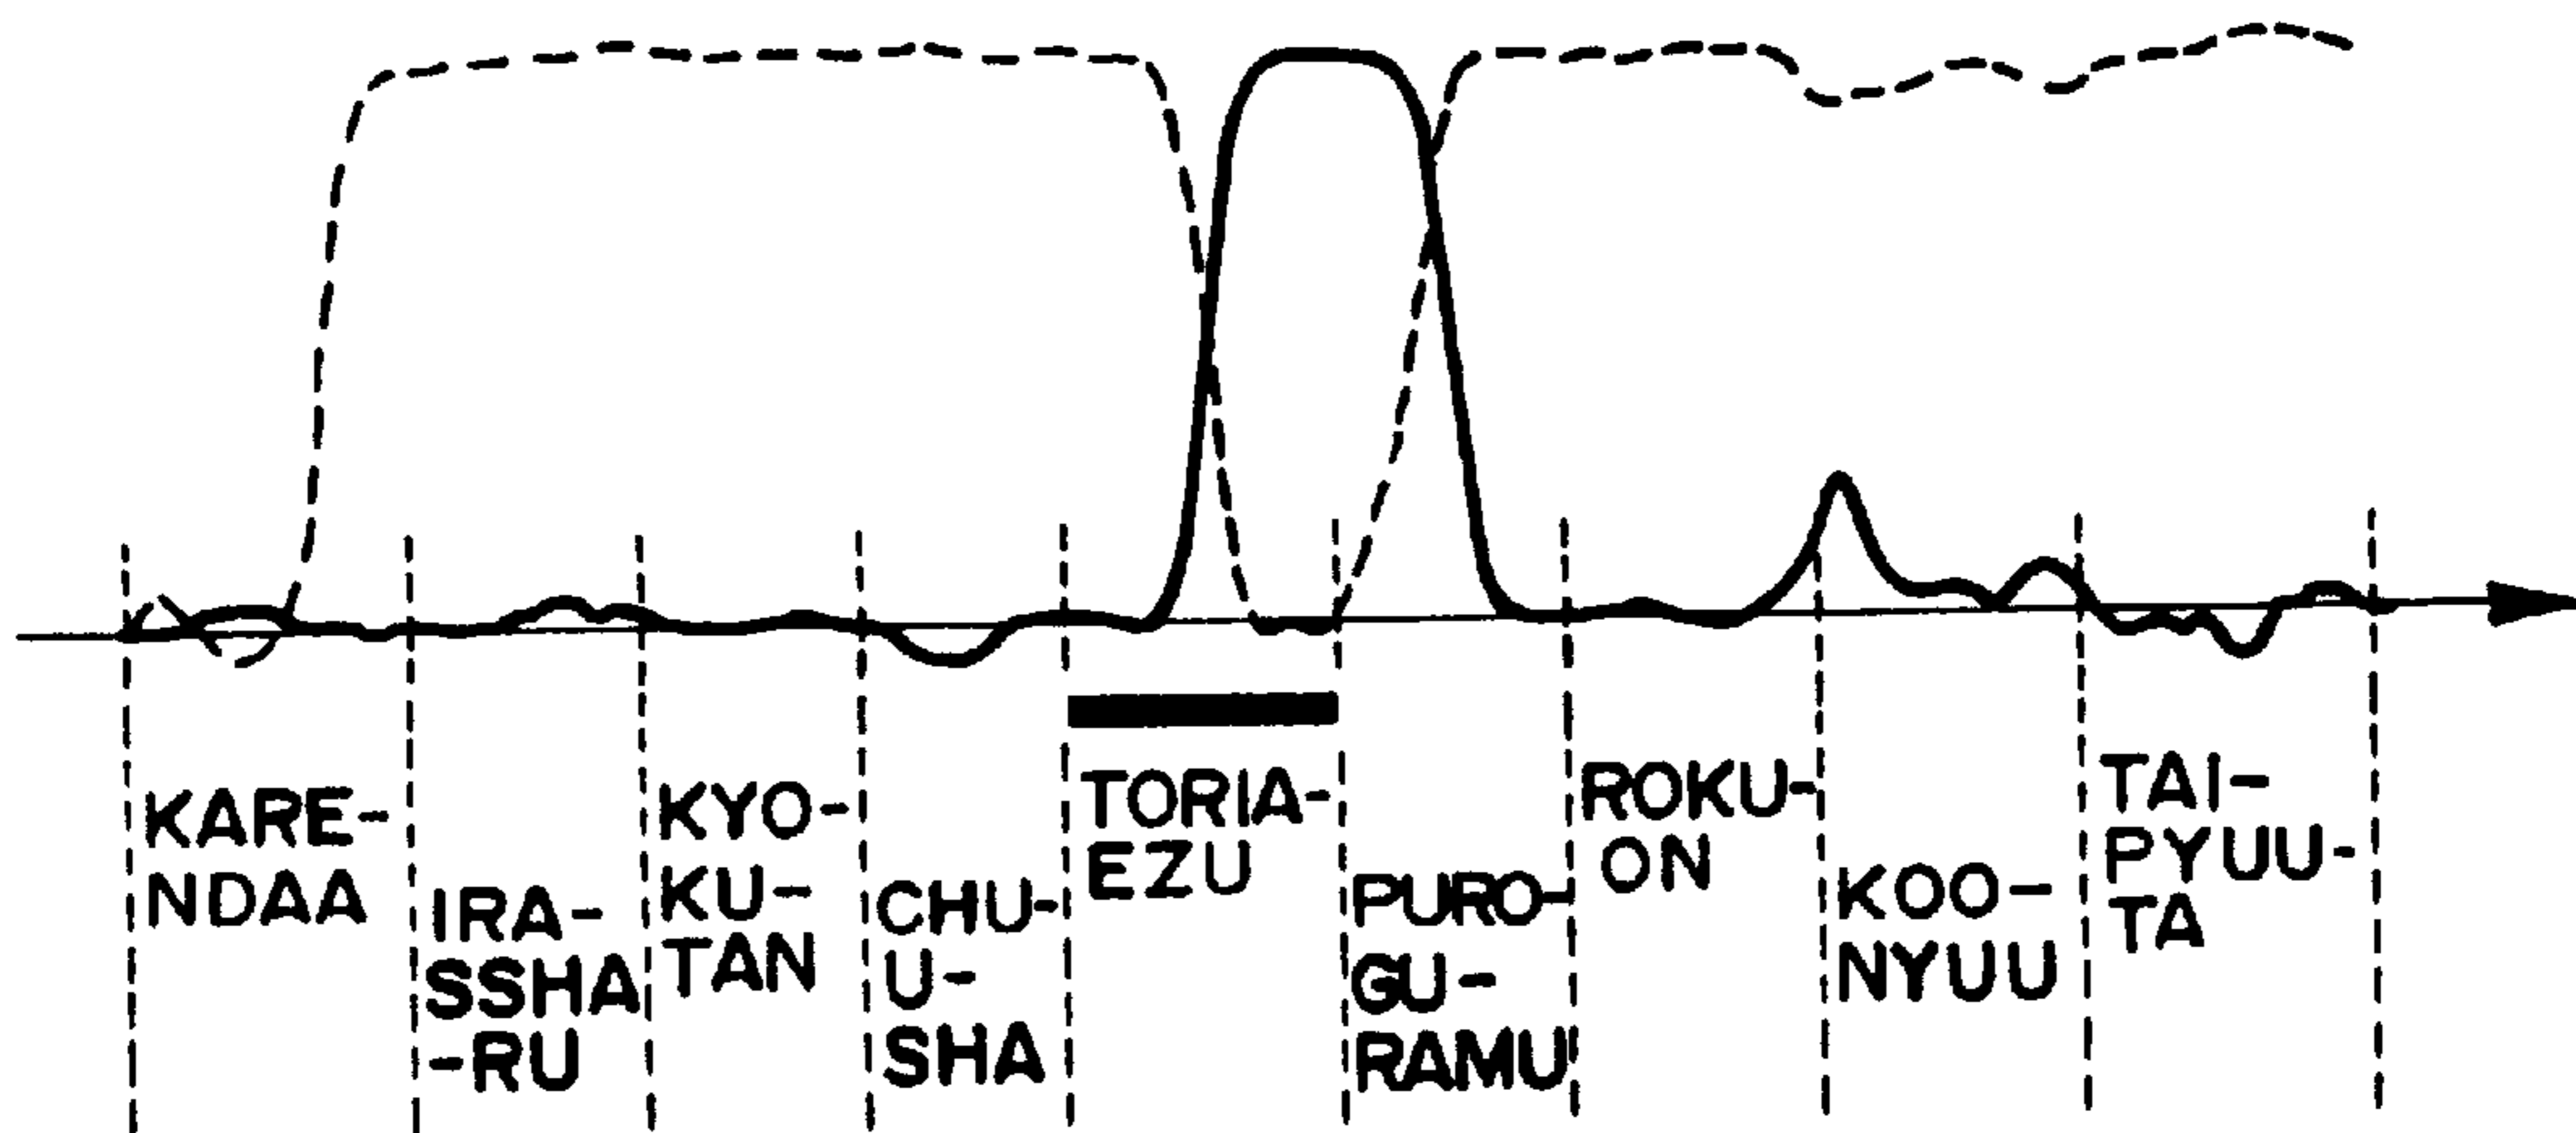 KARE-
NDAA
IRA-
SSHA
-RU
KYO-
KU-
TAN
CHU-
U-
SHA
TORIA-
EZU
PURO-
GU-
RAMU
ROKU-
ON
KOO-
NYUU
TAI-
PYUU-
TA